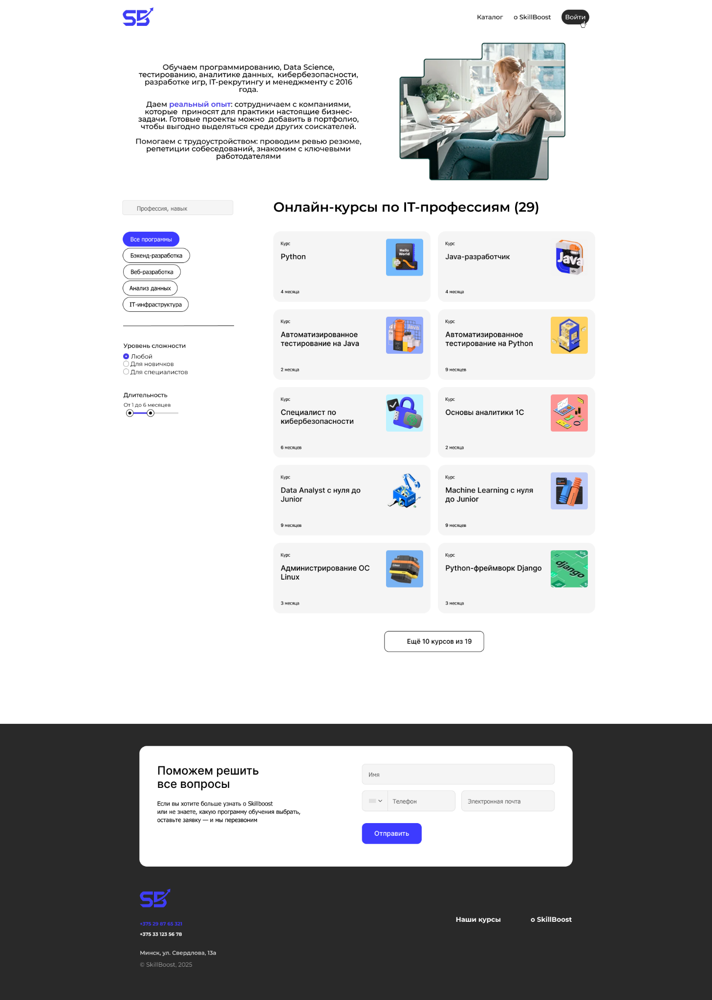 SB
Каталог
о SkillBoost
Войти
Обучаем программированию, Data Science,
тестированию, аналитике данных,  кибербезопасности,
разработке игр, IT-рекрутингу и менеджменту с 2016
года.
Даем реальный опыт: сотрудничаем с компаниями,
которые  приносят для практики настоящие бизнес-
задачи. Готовые проекты можно  добавить в портфолио,
чтобы выгодно выделяться среди других соискателей.
Помогаем с трудоустройством: проводим ревью резюме,
репетиции собеседований, знакомим с ключевыми
работодателями
Профессия, навык
Все программы
Бэкенд-разработка
Веб-разработка
Анализ данных
IT-инфраструктура
Уровень сложности
Любой
Для новичков
Для специалистов
Длительность
От 1 до 6 месяцев
Онлайн-курсы по IT-профессиям (29)
Курс
Python
4 месяца
Hello
World
Курс
Java-разработчик
4 месяца
Java
</>
Курс
Автоматизированное
тестирование на Java
2 месяца
Java
Курс
Автоматизированное
тестирование на Python
9 месяцев
Курс
Специалист по
кибербезопасности
6 месяцев
Курс
Основы аналитики 1С
2 месяца
Курс
Data Analyst с нуля до
Junior
9 месяцев
DATA
Курс
Machine Learning с нуля
до Junior
9 месяцев
Курс
Администрирование ОС
Linux
3 месяца
Linux
Курс
Python-фреймворк Django
3 месяца
django
Ещё 10 курсов из 19
Поможем решить
все вопросы
Если вы хотите больше узнать о Skillboost
или не знаете, какую программу обучения выбрать,
оставьте заявку — и мы перезвоним
Имя
Телефон
Электронная почта
Отправить
SB
+375 29 87 65 321
+375 33 123 56 78
Минск, ул. Свердлова, 13а
© SkillBoost, 2025
Наши курсы
о SkillBoost